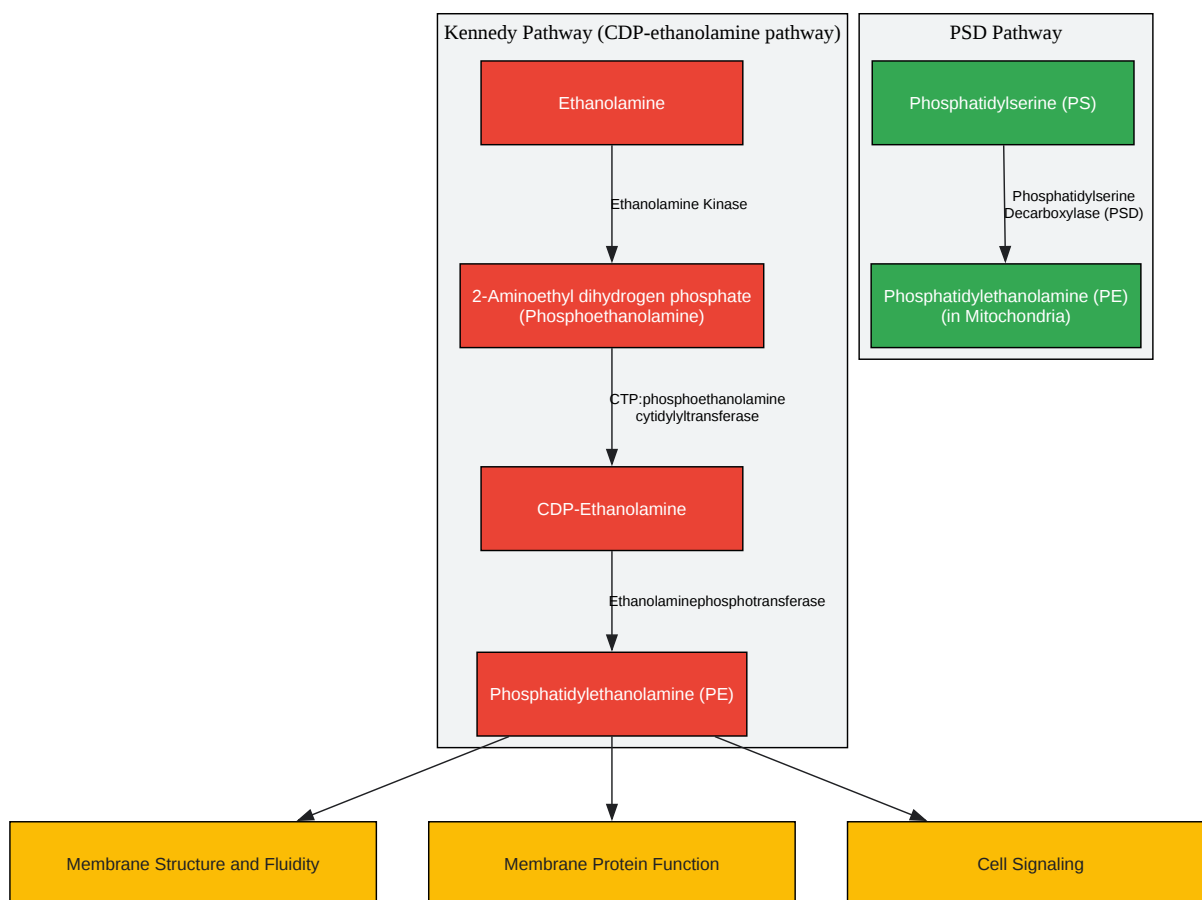 Kennedy Pathway (CDP-ethanolamine pathway)
Ethanolamine
Ethanolamine Kinase
2-Aminoethyl dihydrogen phosphate
(Phosphoethanolamine)
CTP:phosphoethanolamine
cytidylyltransferase
CDP-Ethanolamine
Ethanolaminephosphotransferase
Phosphatidylethanolamine (PE)
PSD Pathway
Phosphatidylserine (PS)
Phosphatidylserine
Decarboxylase (PSD)
Phosphatidylethanolamine (PE)
(in Mitochondria)
Membrane Structure and Fluidity
Membrane Protein Function
Cell Signaling